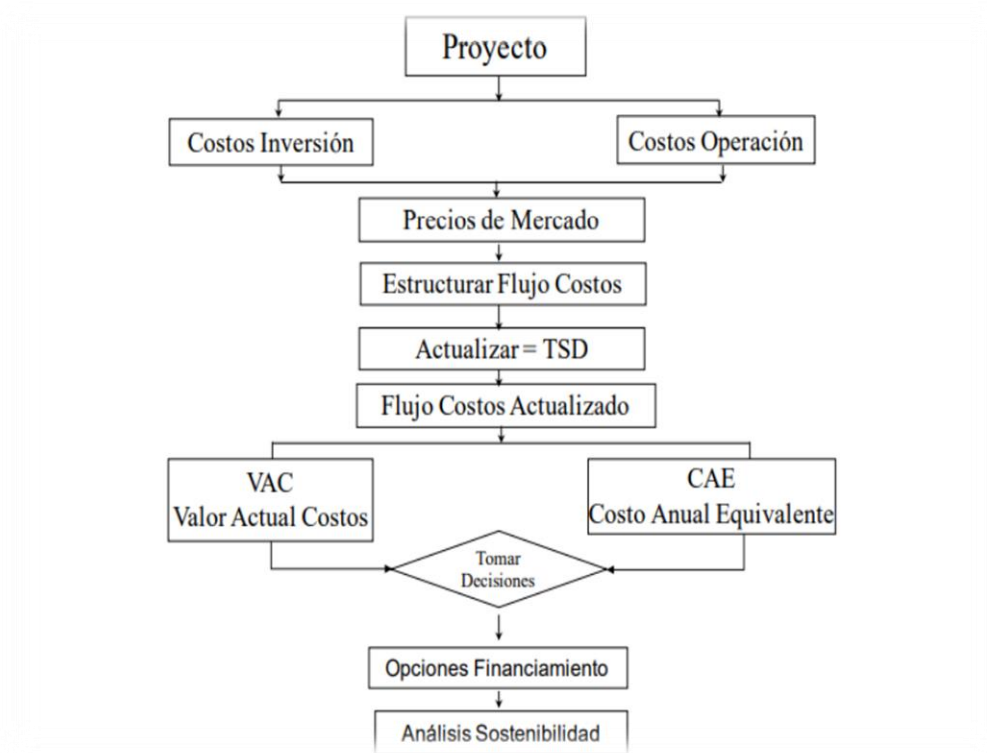 Proyecto
Costos Inversión
Costos Operación
Precios de Mercado
Estructurar Flujo Costos
Actualizar = TSD
Flujo Costos Actualizado
VAC
Valor Actual Costos
CAE
Costo Anual Equivalente
Tomar
Decisiones
Opciones Financiamiento
Análisis Sostenibilidad